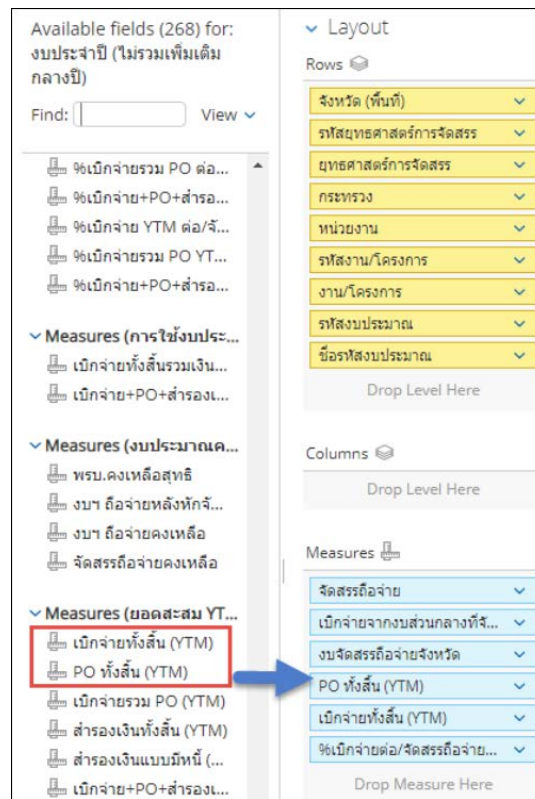 Available fields (268) for:
งบประจำปี (ไม่รวมเพิ่มเติม
กลางปี)
Find:
View
%เบิกจ่ายรวม PO ต่อ...
%เบิกจ่าย+PO+สำรอ...
%เบิกจ่าย YTM ต่อ/จั...
%เบิกจ่ายรวม PO YT...
%เบิกจ่าย+PO+สำรอ...
Measures (การใช้งบประ...
เบิกจ่ายทั้งสิ้นรวมเงิน...
เบิกจ่าย+PO+สำรองเ...
Measures (งบประมาณค...
พรบ.คงเหลือสุทธิ
งบฯ ถือจ่ายหลังหักจั...
งบฯ ถือจ่ายคงเหลือ
จัดสรรถือจ่ายคงเหลือ
Measures (ยอดสะสม YT...
เบิกจ่ายทั้งสิ้น (YTM)
PO ทั้งสิ้น (YTM)
เบิกจ่ายรวม PO (YTM)
สำรองเงินทั้งสิ้น (YTM)
สำรองเงินแบบมีหนี้ (...
เบิกจ่าย+PO+สำรองเ...
Layout
Rows
จังหวัด (พื้นที่)
รหัสยุทธศาสตร์การจัดสรร
ยุทธศาสตร์การจัดสรร
กระทรวง
หน่วยงาน
รหัสงาน/โครงการ
งาน/โครงการ
รหัสงบประมาณ
ชื่อรหัสงบประมาณ
Drop Level Here
Columns
Drop Level Here
Measures
จัดสรรถือจ่าย
เบิกจ่ายจากงบส่วนกลางที่จั...
งบจัดสรรถือจ่ายจังหวัด
PO ทั้งสิ้น (YTM)
เบิกจ่ายทั้งสิ้น (YTM)
%เบิกจ่ายต่อ/จัดสรรถือจ่าย...
Drop Measure Here